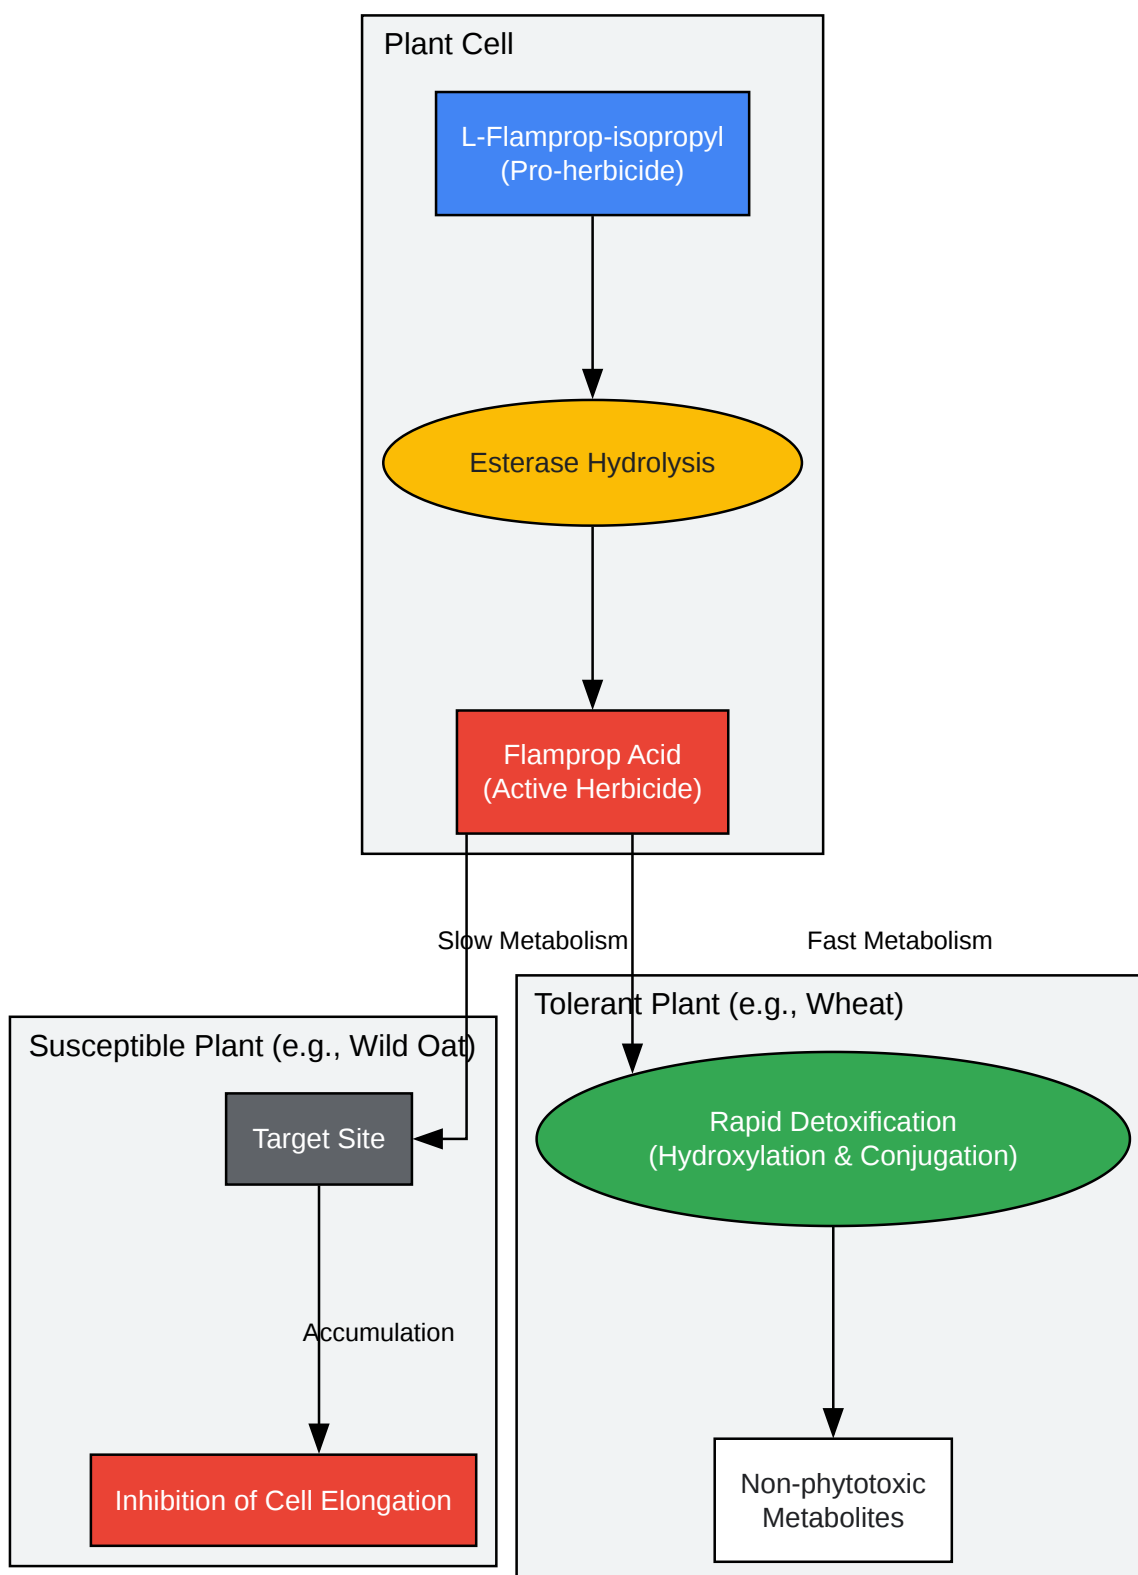 Plant Cell
L-Flamprop-isopropyl
(Pro-herbicide)
Esterase Hydrolysis
Flamprop Acid
(Active Herbicide)
Slow Metabolism
Fast Metabolism
Susceptible Plant (e.g., Wild Oat)
Target Site
Accumulation
Inhibition of Cell Elongation
Tolerant Plant (e.g., Wheat)
Rapid Detoxification
(Hydroxylation & Conjugation)
Non-phytotoxic
Metabolites